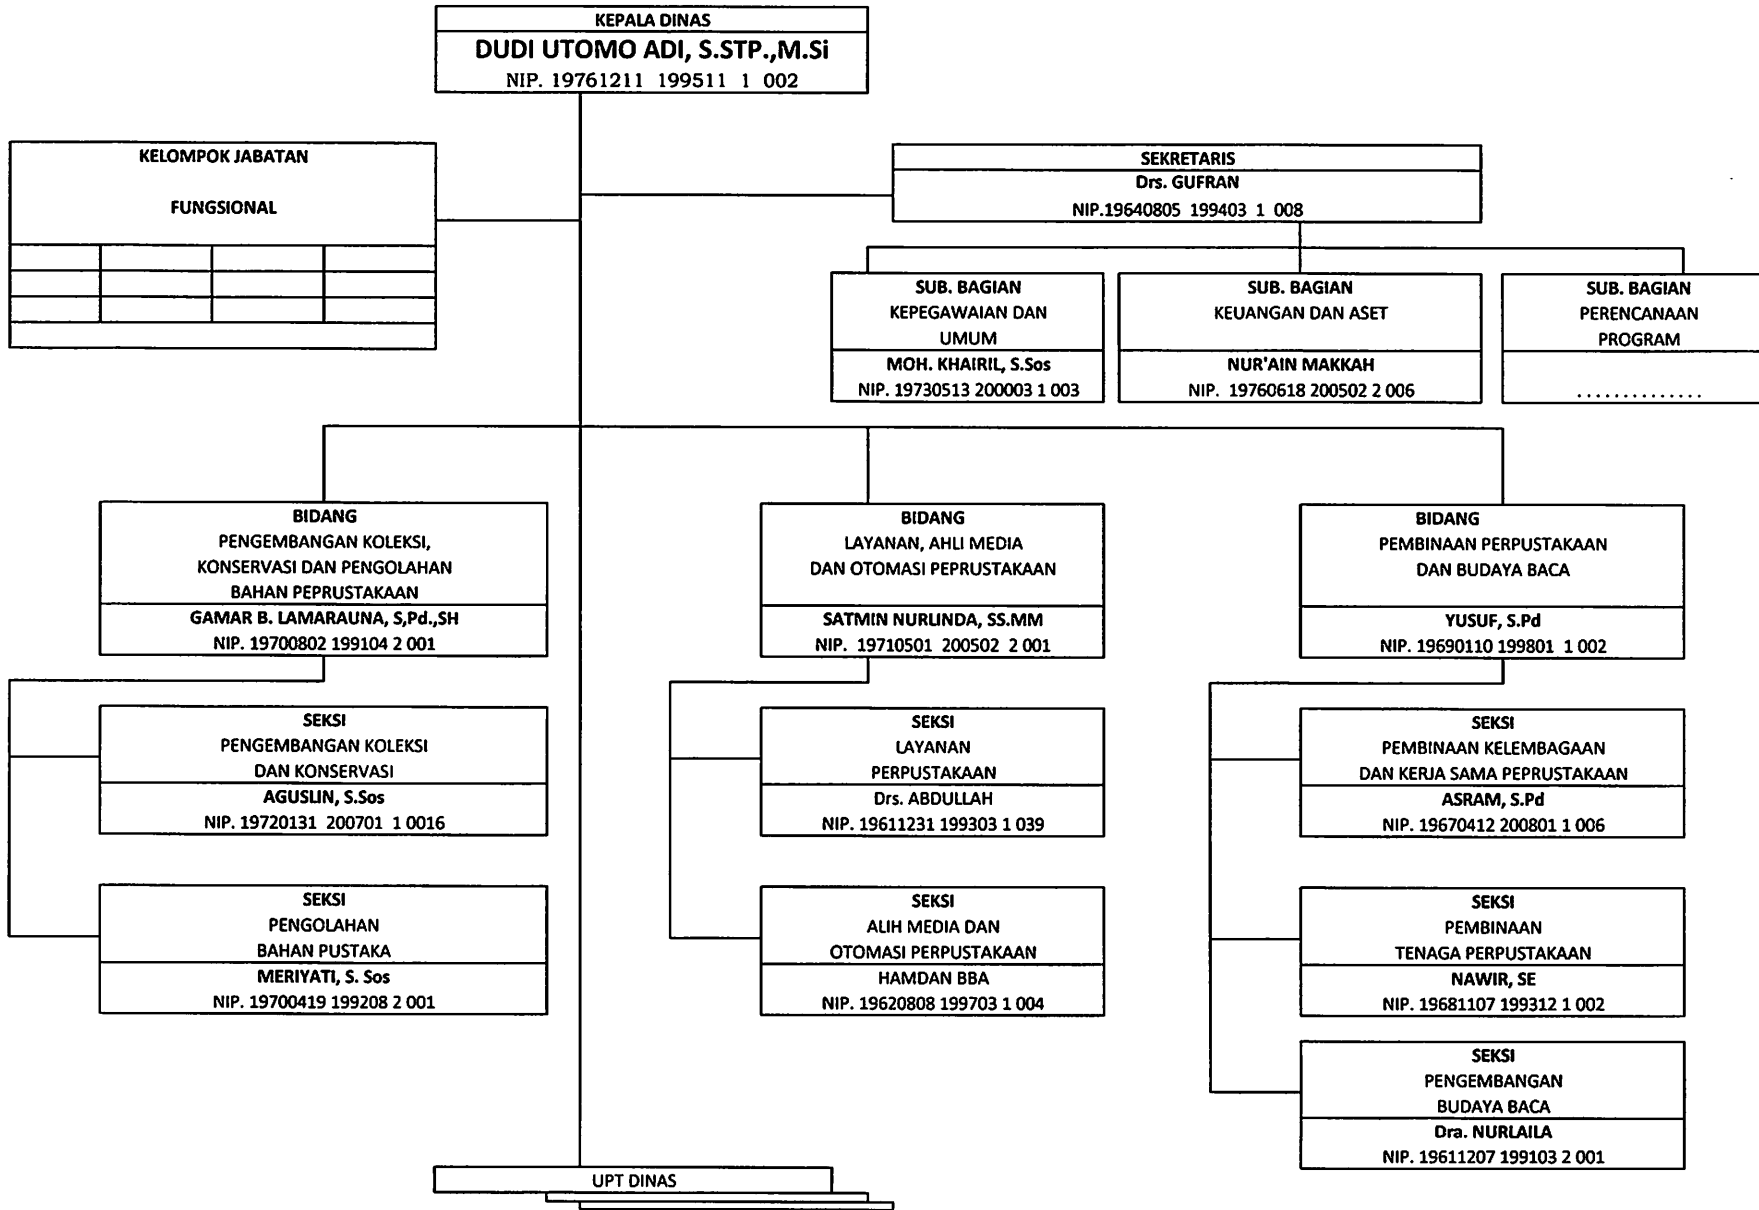 KEPALA DINAS
DUDI UTOMO ADI, S.STP.,M.Si
NIP. 19761211 199511 1 002
KELOMPOK JABATAN
FUNGSIONAL
SEKRETARIS
Drs. GUFRAN
NIP.19640805 199403 1 008
SUB. BAGIAN
KEPEGAWAIAN DAN
UMUM
MOH. KHAIRIL, S.Sos
NIP. 19730513 200003 1 003
SUB. BAGIAN
KEUANGAN DAN ASET
NUR'AIN MAKKAH
NIP. 19760618 200502 2 006
SUB. BAGIAN
PERENCANAAN
PROGRAM
..............
BIDANG
PENGEMBANGAN KOLEKSI,
KONSERVASI DAN PENGOLAHAN
BAHAN PEPRUSTAKAAN
GAMAR B. LAMARAUNA, S,Pd.,SH
NIP. 19700802 199104 2 001
SEKSI
PENGEMBANGAN KOLEKSI
DAN KONSERVASI
AGUSLIN, S.Sos
NIP. 19720131 200701 1 0016
SEKSI
PENGOLAHAN
BAHAN PUSTAKA
MERIYATI, S. Sos
NIP. 19700419 199208 2 001
BIDANG
LAYANAN, AHLI MEDIA
DAN OTOMASI PEPRUSTAKAAN
SATMIN NURLINDA, SS.MM
NIP. 19710501 200502 2 001
SEKSI
LAYANAN
PERPUSTAKAAN
Drs. ABDULLAH
NIP. 19611231 199303 1 039
SEKSI
ALIH MEDIA DAN
OTOMASI PERPUSTAKAAN
HAMDAN BBA
NIP. 19620808 199703 1 004
BIDANG
PEMBINAAN PERPUSTAKAAN
DAN BUDAYA BACA
YUSUF, S.Pd
NIP. 19690110 199801 1 002
SEKSI
PEMBINAAN KELEMBAGAAN
DAN KERJA SAMA PEPRUSTAKAAN
ASRAM, S.Pd
NIP. 19670412 200801 1 006
SEKSI
PEMBINAAN
TENAGA PERPUSTAKAAN
NAWIR, SE
NIP. 19681107 199312 1 002
SEKSI
PENGEMBANGAN
BUDAYA BACA
Dra. NURLAILA
NIP. 19611207 199103 2 001
UPT DINAS